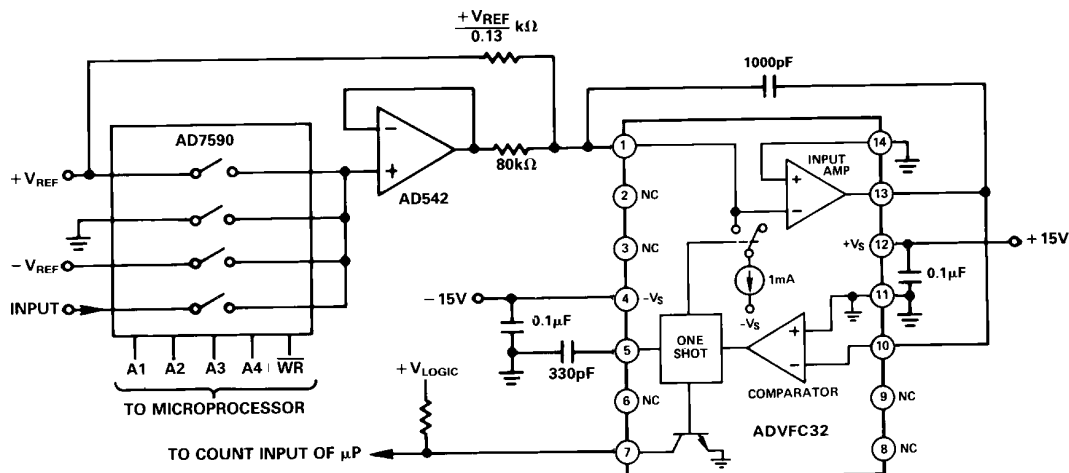 + VREF
0.13 kΩ
1000pF
AD7590
+ VREF
- VREF
INPUT
A1 A2 A3 A4 WR
TO MICROPROCESSOR
AD542
-
+
80kΩ
1
2 NC
3 NC
-15V
4 -VS
0.1μF
5
330pF
6 NC
+ VLOGIC
7
TO COUNT INPUT OF μP
14
INPUT
AMP
+
-
13
+VS 12
+15V
0.1μF
1mA
-VS
11
ONE
SHOT
+
-
10
COMPARATOR
9
NC
ADVFC32
8
NC